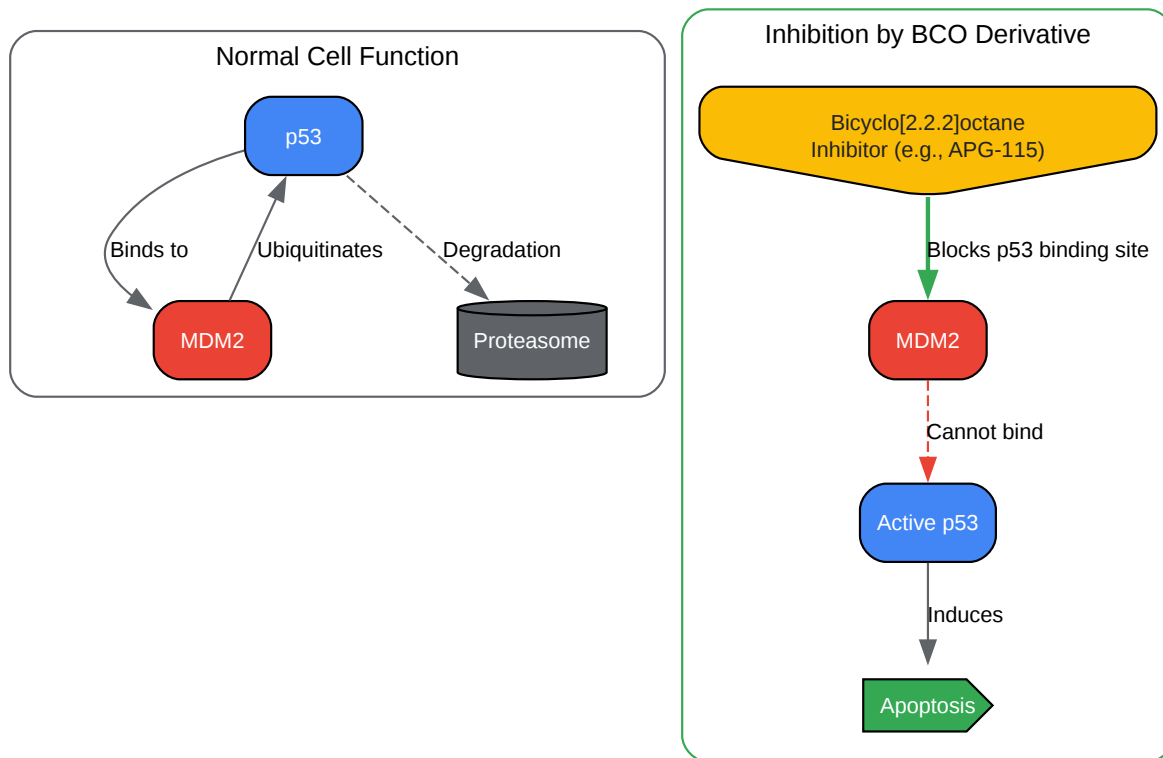 Normal Cell Function
p53
Binds to
Ubiquitinates
Degradation
MDM2
Proteasome
Inhibition by BCO Derivative
Bicyclo[2.2.2]octane
Inhibitor (e.g., APG-115)
Blocks p53 binding site
MDM2
Cannot bind
Active p53
Induces
Apoptosis